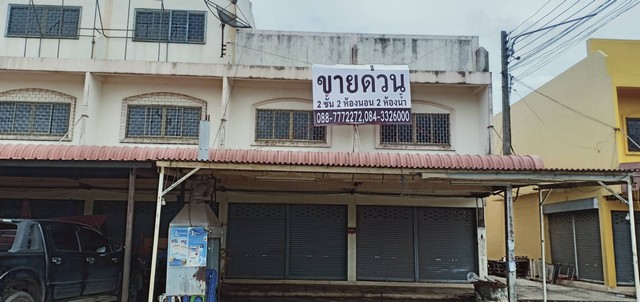 ขายด่วน
2 ชั้น 2 ห้องนอน 2 ห้องน้ำ
088-7772272,084-3326000